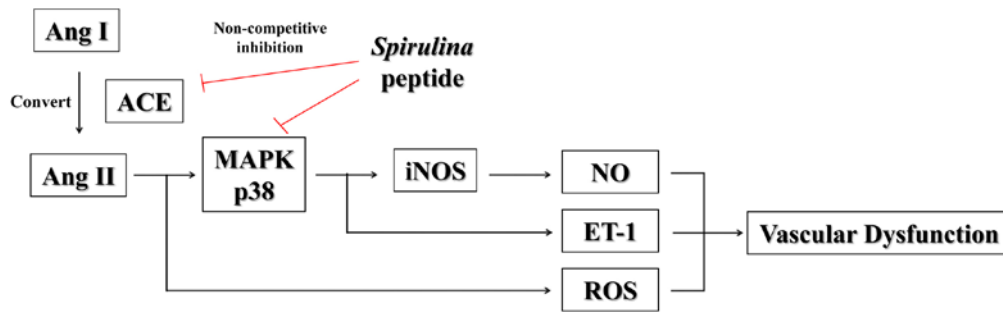 Ang I
Non-competitive
inhibition
Spirulina
peptide
Convert
ACE
Ang II
MAPK
p38
iNOS
NO
ET-1
Vascular Dysfunction
ROS